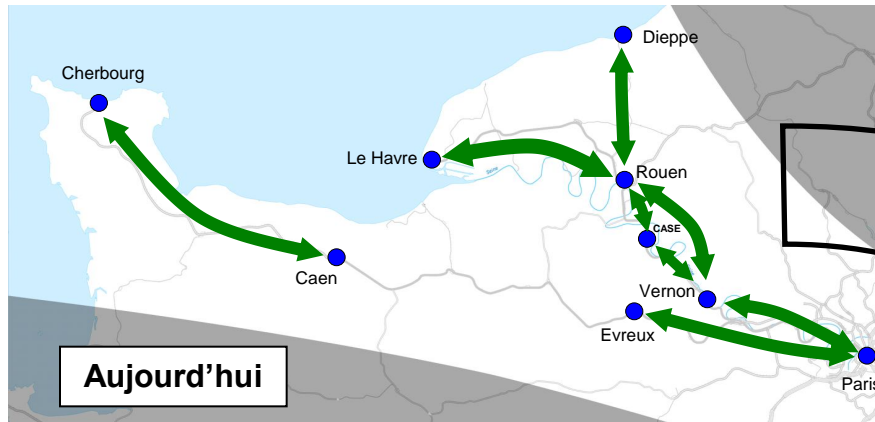 Dieppe
Cherbourg
Le Havre
Rouen
CASE
Caen
Vernon
Evreux
Paris
Aujourd'hui